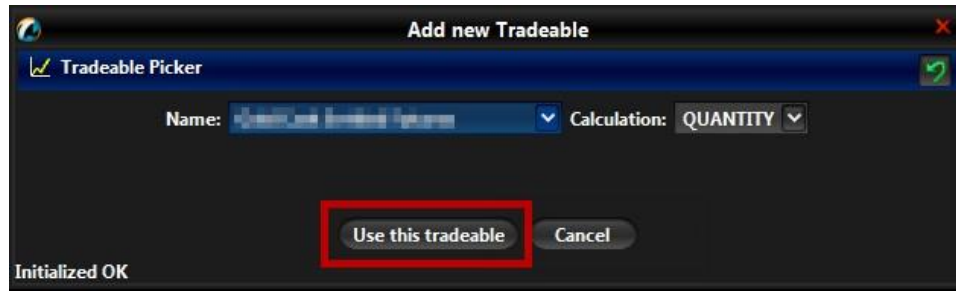 Add new Tradeable
Tradeable Picker
Name: Calculation: QUANTITY
Use this tradeable Cancel
Initialized OK